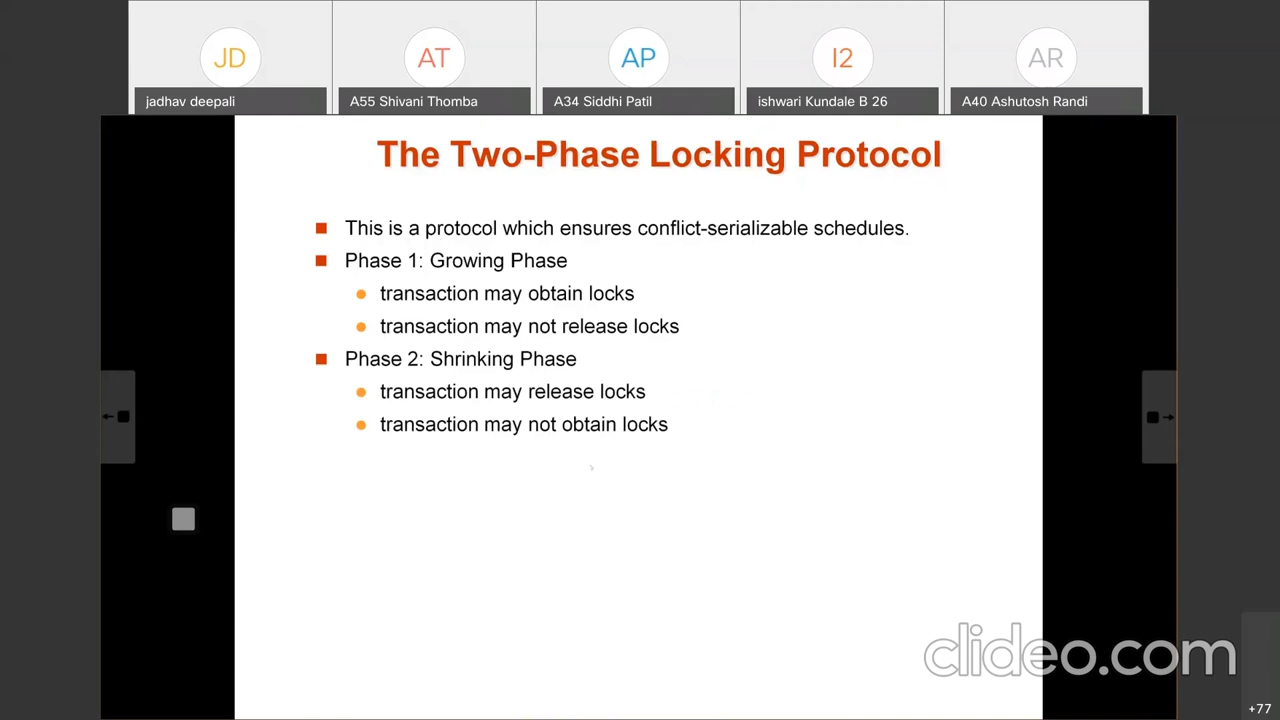 JD
AT
AP
I2
AR
jadhav deepali
A55 Shivani Thomba
A34 Siddhi Patil
ishwari Kundale B 26
A40 Ashutosh Randi
The Two-Phase Locking Protocol
This is a protocol which ensures conflict-serializable schedules.
Phase 1: Growing Phase
transaction may obtain locks
transaction may not release locks
Phase 2: Shrinking Phase
transaction may release locks
transaction may not obtain locks
clideo.com
+77